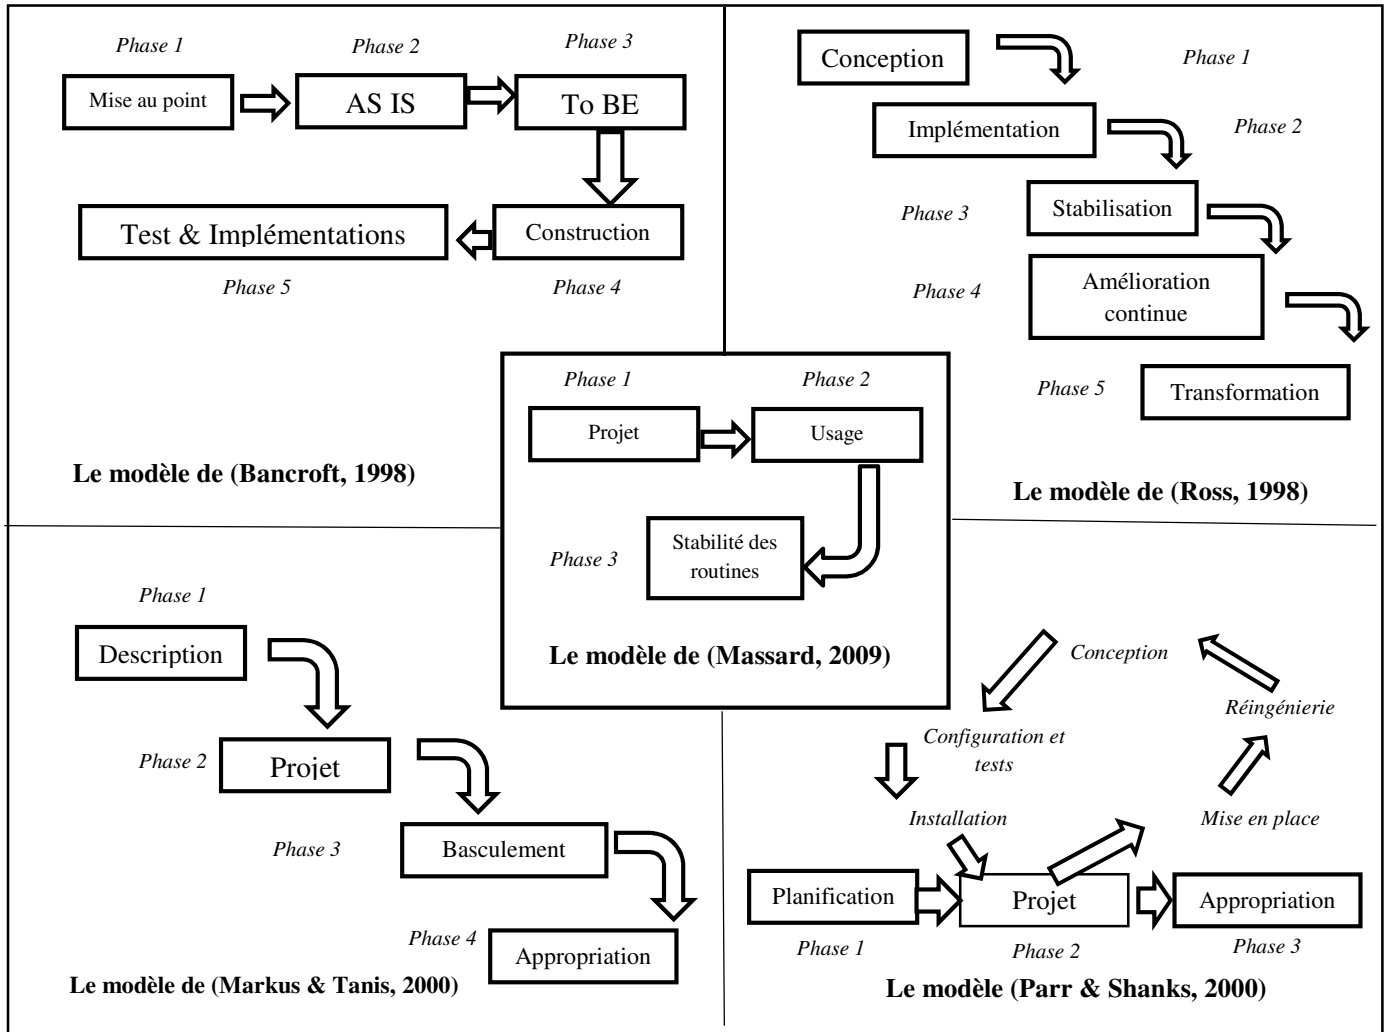 Phase 1
Phase 2
Phase 3
Mise au point
AS IS
To BE
Test & Implémentations
Construction
Phase 5
Phase 4
Le modèle de (Bancroft, 1998)
Conception
Phase 1
Implémentation
Phase 2
Phase 3
Stabilisation
Phase 4
Amélioration
continue
Phase 5
Transformation
Le modèle de (Ross, 1998)
Phase 1
Phase 2
Projet
Usage
Phase 3
Stabilité des
routines
Le modèle de (Massard, 2009)
Phase 1
Description
Phase 2
Projet
Phase 3
Basculement
Phase 4
Appropriation
Le modèle de (Markus & Tanis, 2000)
Conception
Réingénierie
Configuration et
tests
Installation
Mise en place
Planification
Projet
Appropriation
Phase 1
Phase 2
Phase 3
Le modèle (Parr & Shanks, 2000)